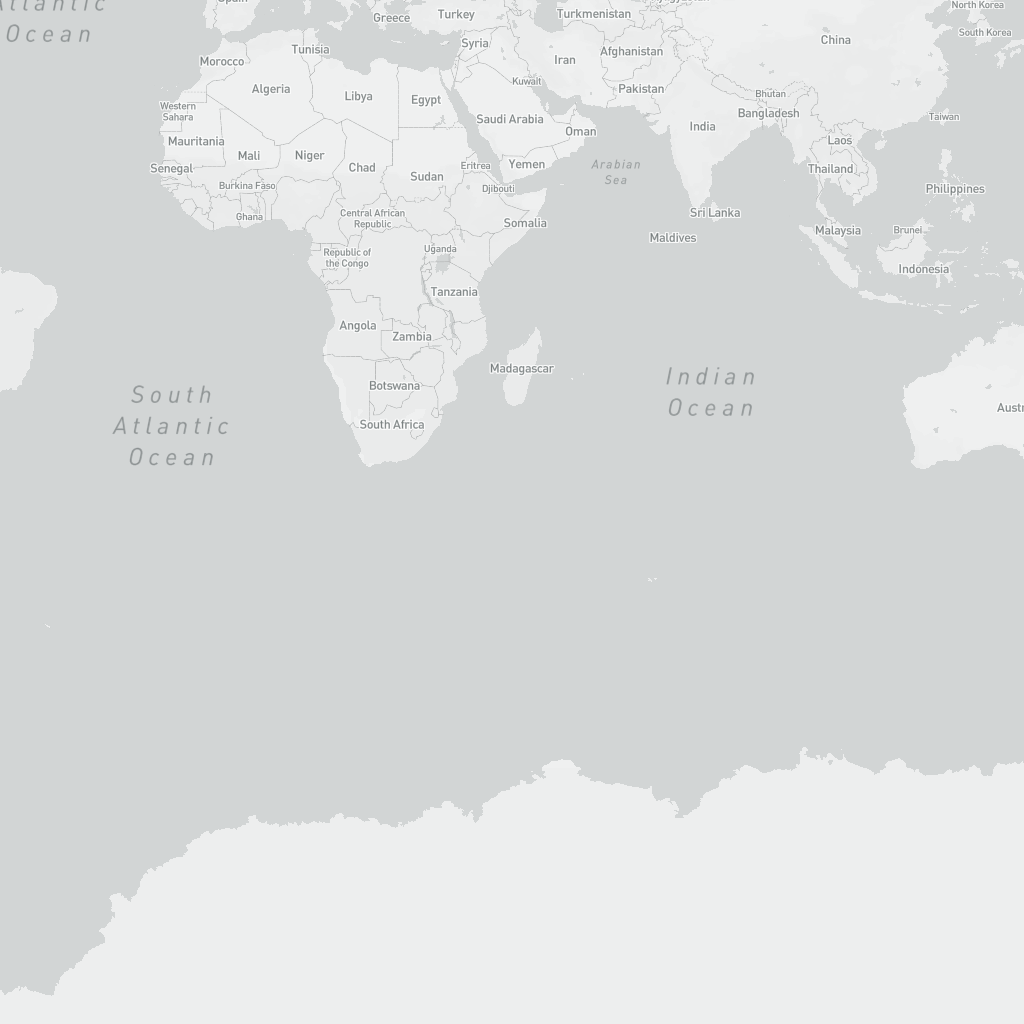 Atlantic
Ocean
Spain
Greece
Turkey
Turkmenistan
Kyrgyzstan
North Korea
South Korea
China
Tunisia
Morocco
Syria
Iran
Afghanistan
Algeria
Libya
Egypt
Kuwait
Pakistan
Bhutan
Western
Sahara
Saudi Arabia
Oman
India
Bangladesh
Taiwan
Mauritania
Mali
Niger
Chad
Sudan
Laos
Senegal
Burkina Faso
Eritrea
Yemen
Arabian
Sea
Thailand
Djibouti
Philippines
Ghana
Central African
Republic
Somalia
Sri Lanka
Maldives
Malaysia
Brunei
Republic of
the Congo
Uganda
Indonesia
Tanzania
Angola
Zambia
Madagascar
Botswana
South Africa
South
Atlantic
Ocean
Indian
Ocean
Austr